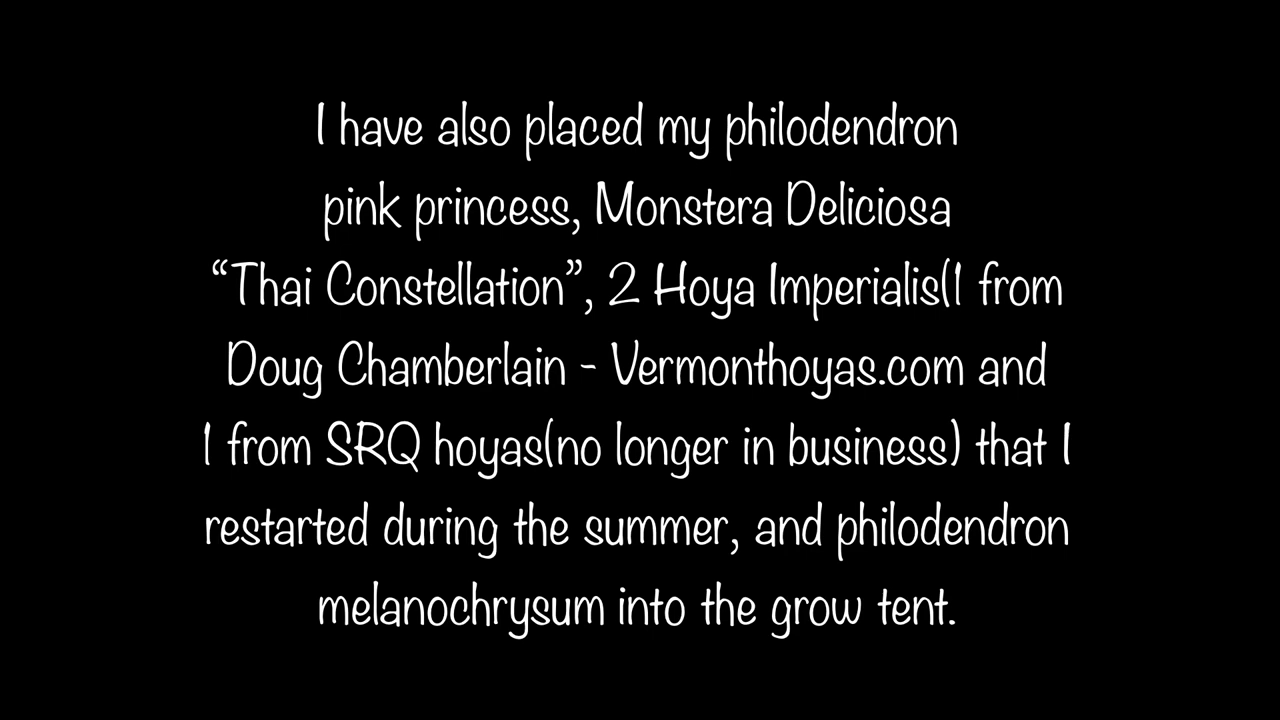 I have also placed my philodendron
pink princess, Monstera Deliciosa
“Thai Constellation”, 2 Hoya Imperialis(1 from
Doug Chamberlain - Vermonthoyas.com and
1 from SRQ hoyas(no longer in business) that I
restarted during the summer, and philodendron
melanochrysum into the grow tent.